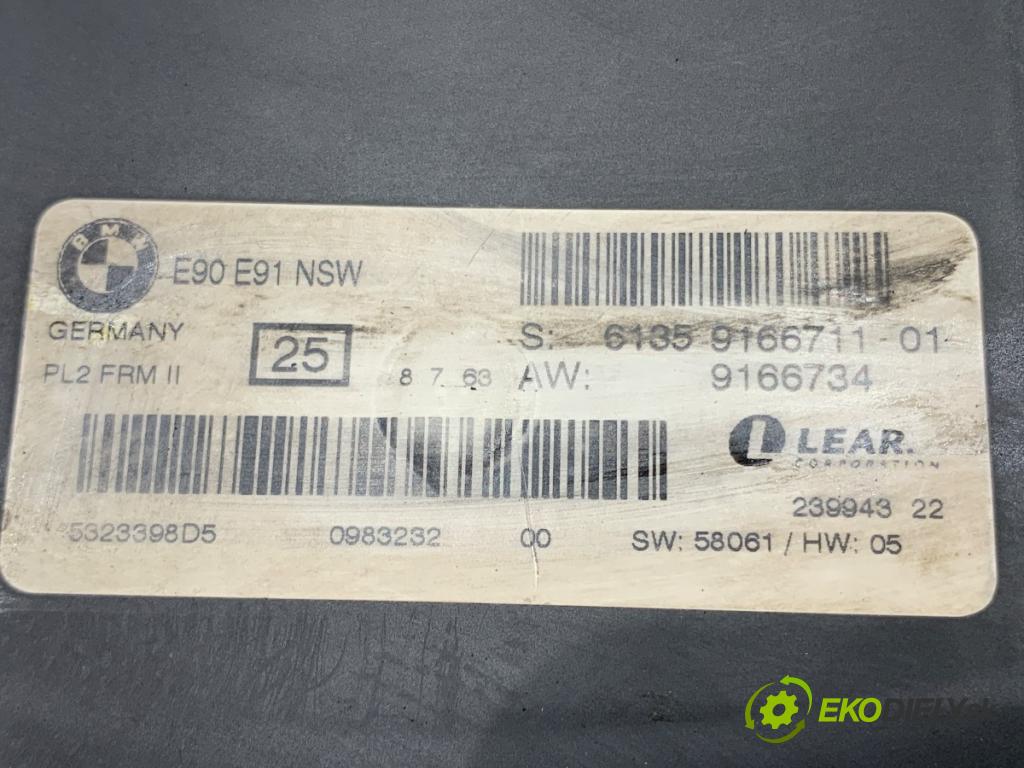 BMW
E90 E91 NSW
GERMANY
25
S: 6135 9166711 01
PL2 FRM II
8 7 63
AW: 9166734
L LEAR.
CORPORATION
239943 22
5323398D5 0983232 00 SW: 58061 / HW: 05
EKODIELY.sk